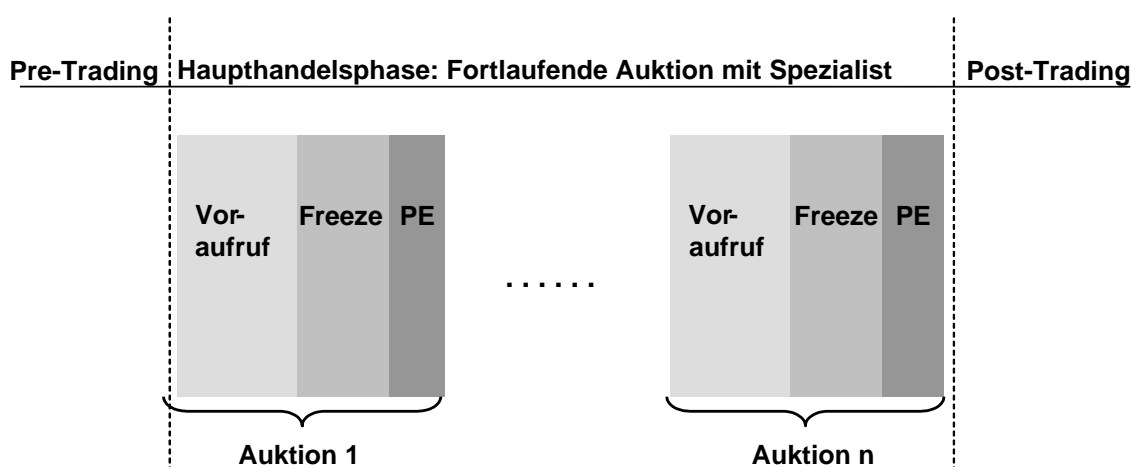 Pre-Trading
Haupthandelsphase: Fortlaufende Auktion mit Spezialist
Post-Trading
Vor-
aufruf
Freeze
PE
......
Vor-
aufruf
Freeze
PE
Auktion 1
Auktion n